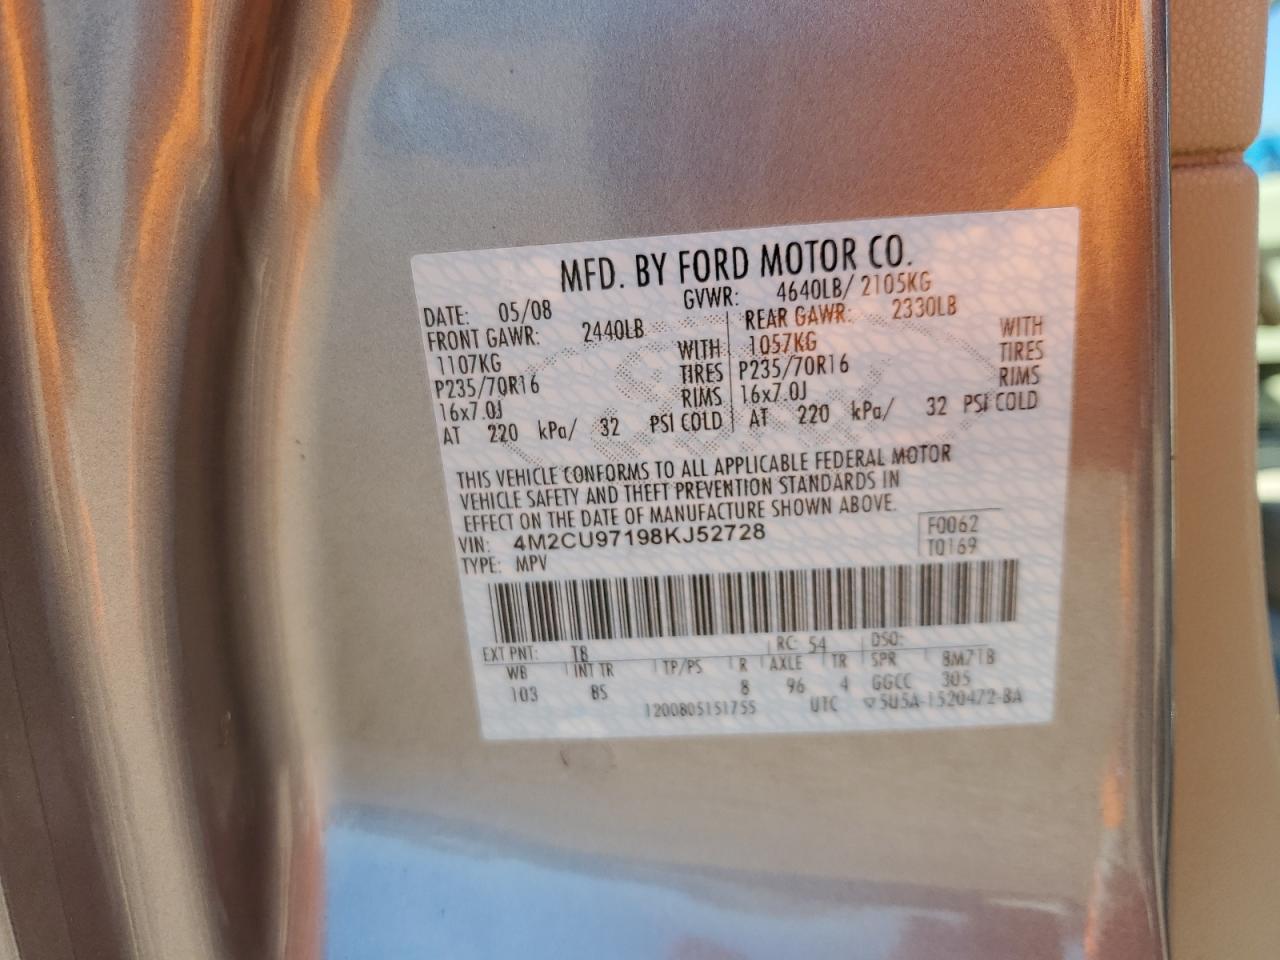 MFD. BY FORD MOTOR CO.
DATE: 05/08 GVWR: 4640LB/ 2105KG
FRONT GAWR: 2440LB REAR GAWR: 2330LB
1107KG WITH 1057KG WITH
P235/70R16 TIRES P235/70R16 TIRES
16x7.0J RIMS 16x7.0J RIMS
AT 220 kPa/ 32 PSI COLD AT 220 kPa/ 32 PSI COLD
THIS VEHICLE CONFORMS TO ALL APPLICABLE FEDERAL MOTOR
VEHICLE SAFETY AND THEFT PREVENTION STANDARDS IN
EFFECT ON THE DATE OF MANUFACTURE SHOWN ABOVE.
VIN: 4M2CU97198KJ52728 F0062
TYPE: MPV T0169
EXT PNT: T8 RC: 54 DSO:
WB INT TR TP/PS R AXLE TR SPR 8M71B
103 BS 8 96 4 GGCC 305
1200805151755 UTC ▽5U5A-1520472-BA